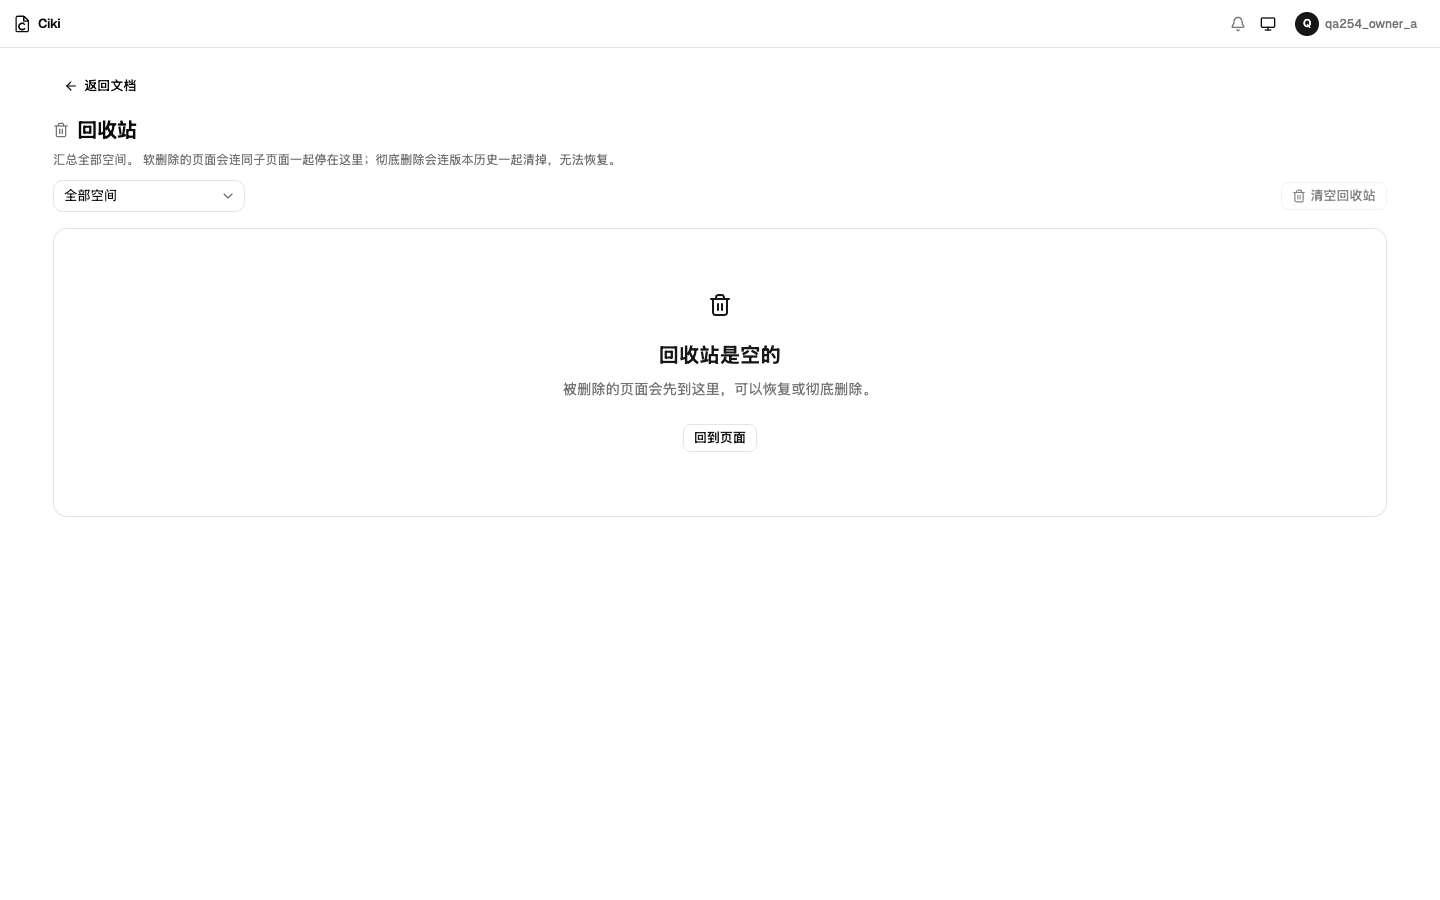 Ciki
Q qa254_owner_a
返回文档
回收站
汇总全部空间。 软删除的页面会连同子页面一起停在这里；彻底删除会连版本历史一起清掉，无法恢复。
全部空间
清空回收站
回收站是空的
被删除的页面会先到这里，可以恢复或彻底删除。
回到页面